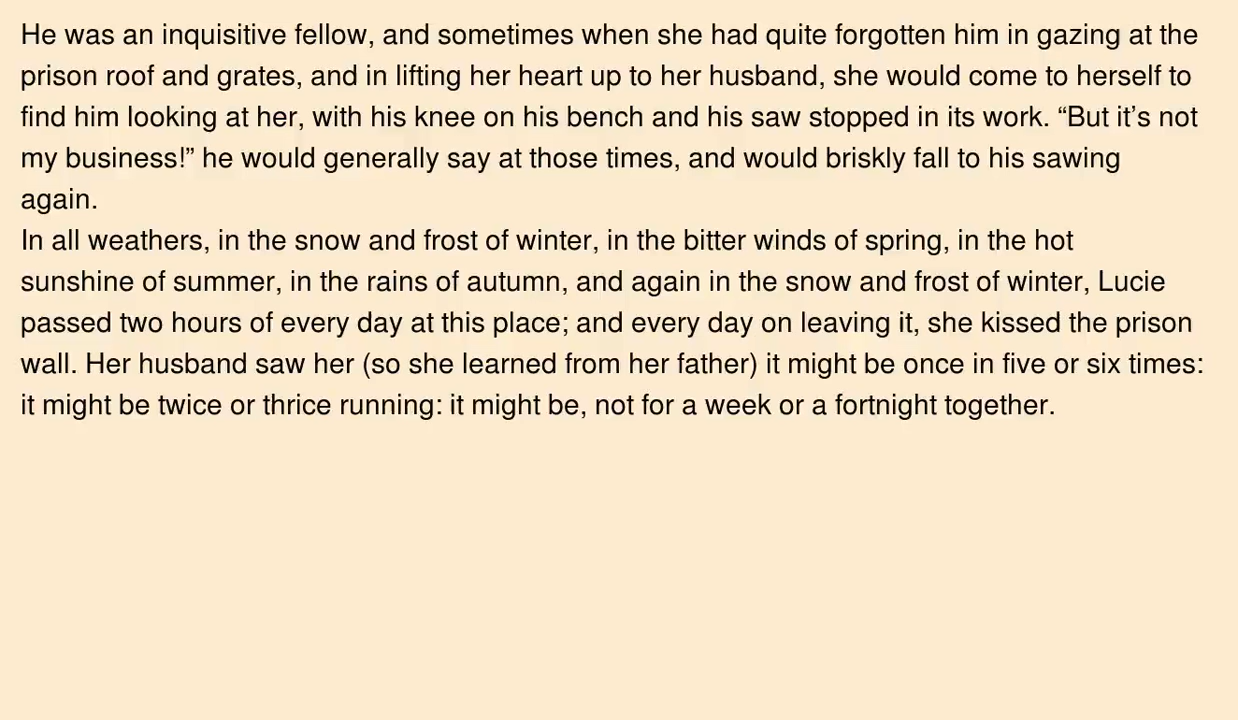 He was an inquisitive fellow, and sometimes when she had quite forgotten him in gazing at the
prison roof and grates, and in lifting her heart up to her husband, she would come to herself to
find him looking at her, with his knee on his bench and his saw stopped in its work. “But it’s not
my business!” he would generally say at those times, and would briskly fall to his sawing
again.
In all weathers, in the snow and frost of winter, in the bitter winds of spring, in the hot
sunshine of summer, in the rains of autumn, and again in the snow and frost of winter, Lucie
passed two hours of every day at this place; and every day on leaving it, she kissed the prison
wall. Her husband saw her (so she learned from her father) it might be once in five or six times:
it might be twice or thrice running: it might be, not for a week or a fortnight together.